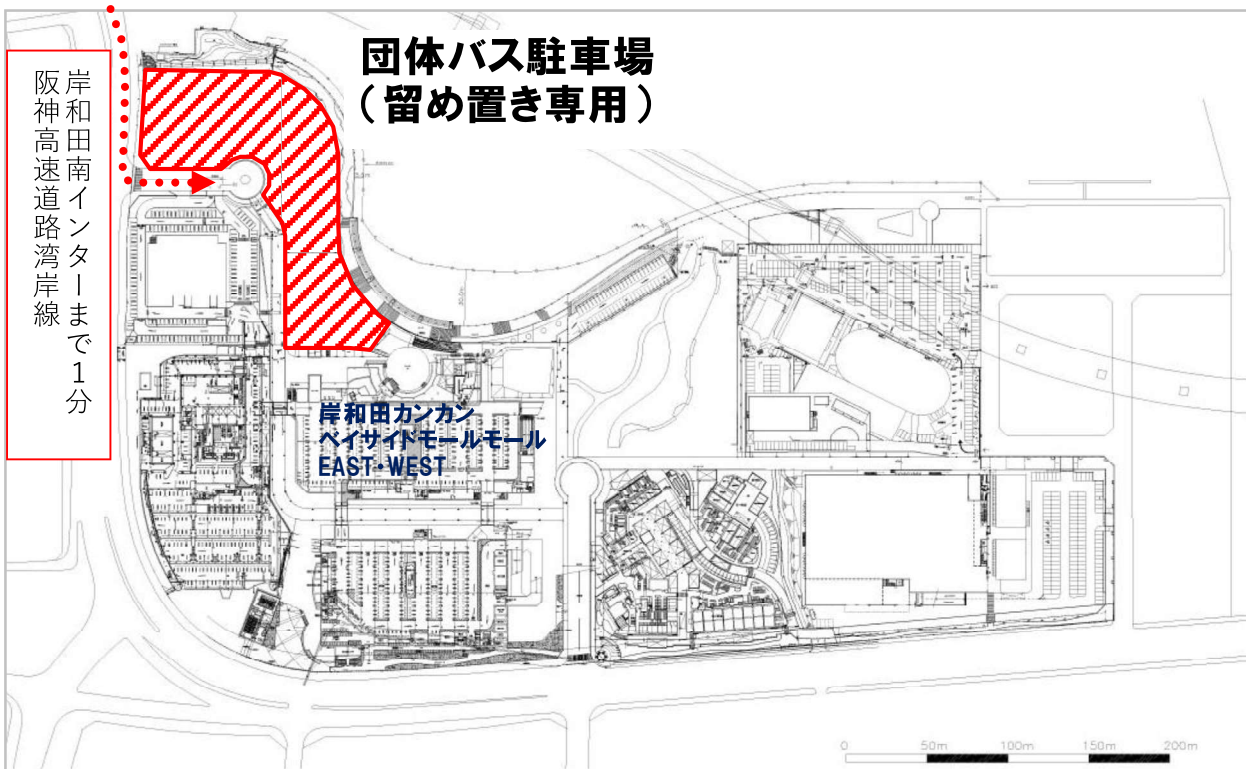 団体バス駐車場
（留め置き専用）
岸和田南インターまで1分
阪神高速道路湾岸線
岸和田カンカン
ベイサイドモールモール
EAST・WEST
0 50m 100m 150m 200m